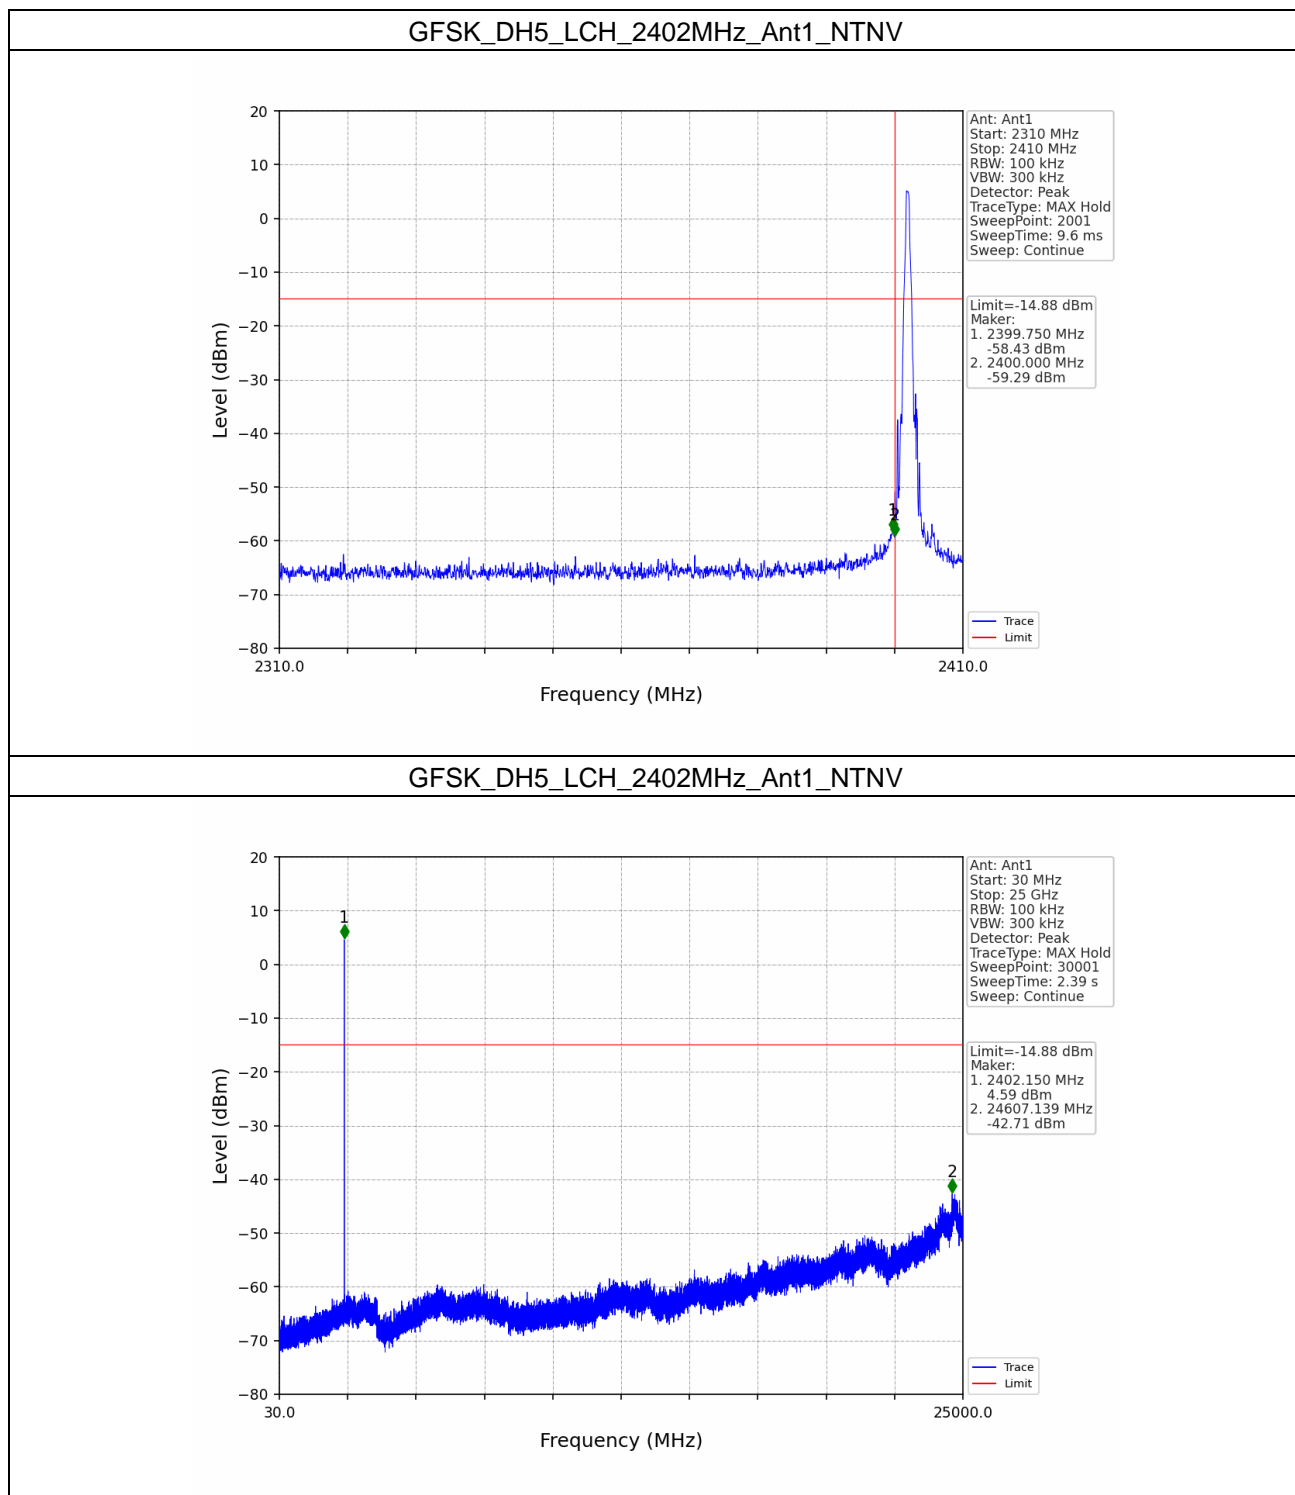 GFSK_DH5_LCH_2402MHz_Ant1_NTNV
20
10
0
−10
−20
−30
−40
−50
−60
−70
−80
Level (dBm)
2310.0
2410.0
Frequency (MHz)
1
2
Ant: Ant1
Start: 2310 MHz
Stop: 2410 MHz
RBW: 100 kHz
VBW: 300 kHz
Detector: Peak
TraceType: MAX Hold
SweepPoint: 2001
SweepTime: 9.6 ms
Sweep: Continue
Limit=-14.88 dBm
Maker:
1. 2399.750 MHz
-58.43 dBm
2. 2400.000 MHz
-59.29 dBm
Trace
Limit
GFSK_DH5_LCH_2402MHz_Ant1_NTNV
20
10
0
−10
−20
−30
−40
−50
−60
−70
−80
Level (dBm)
30.0
25000.0
Frequency (MHz)
1
2
Ant: Ant1
Start: 30 MHz
Stop: 25 GHz
RBW: 100 kHz
VBW: 300 kHz
Detector: Peak
TraceType: MAX Hold
SweepPoint: 30001
SweepTime: 2.39 s
Sweep: Continue
Limit=-14.88 dBm
Maker:
1. 2402.150 MHz
4.59 dBm
2. 24607.139 MHz
-42.71 dBm
Trace
Limit